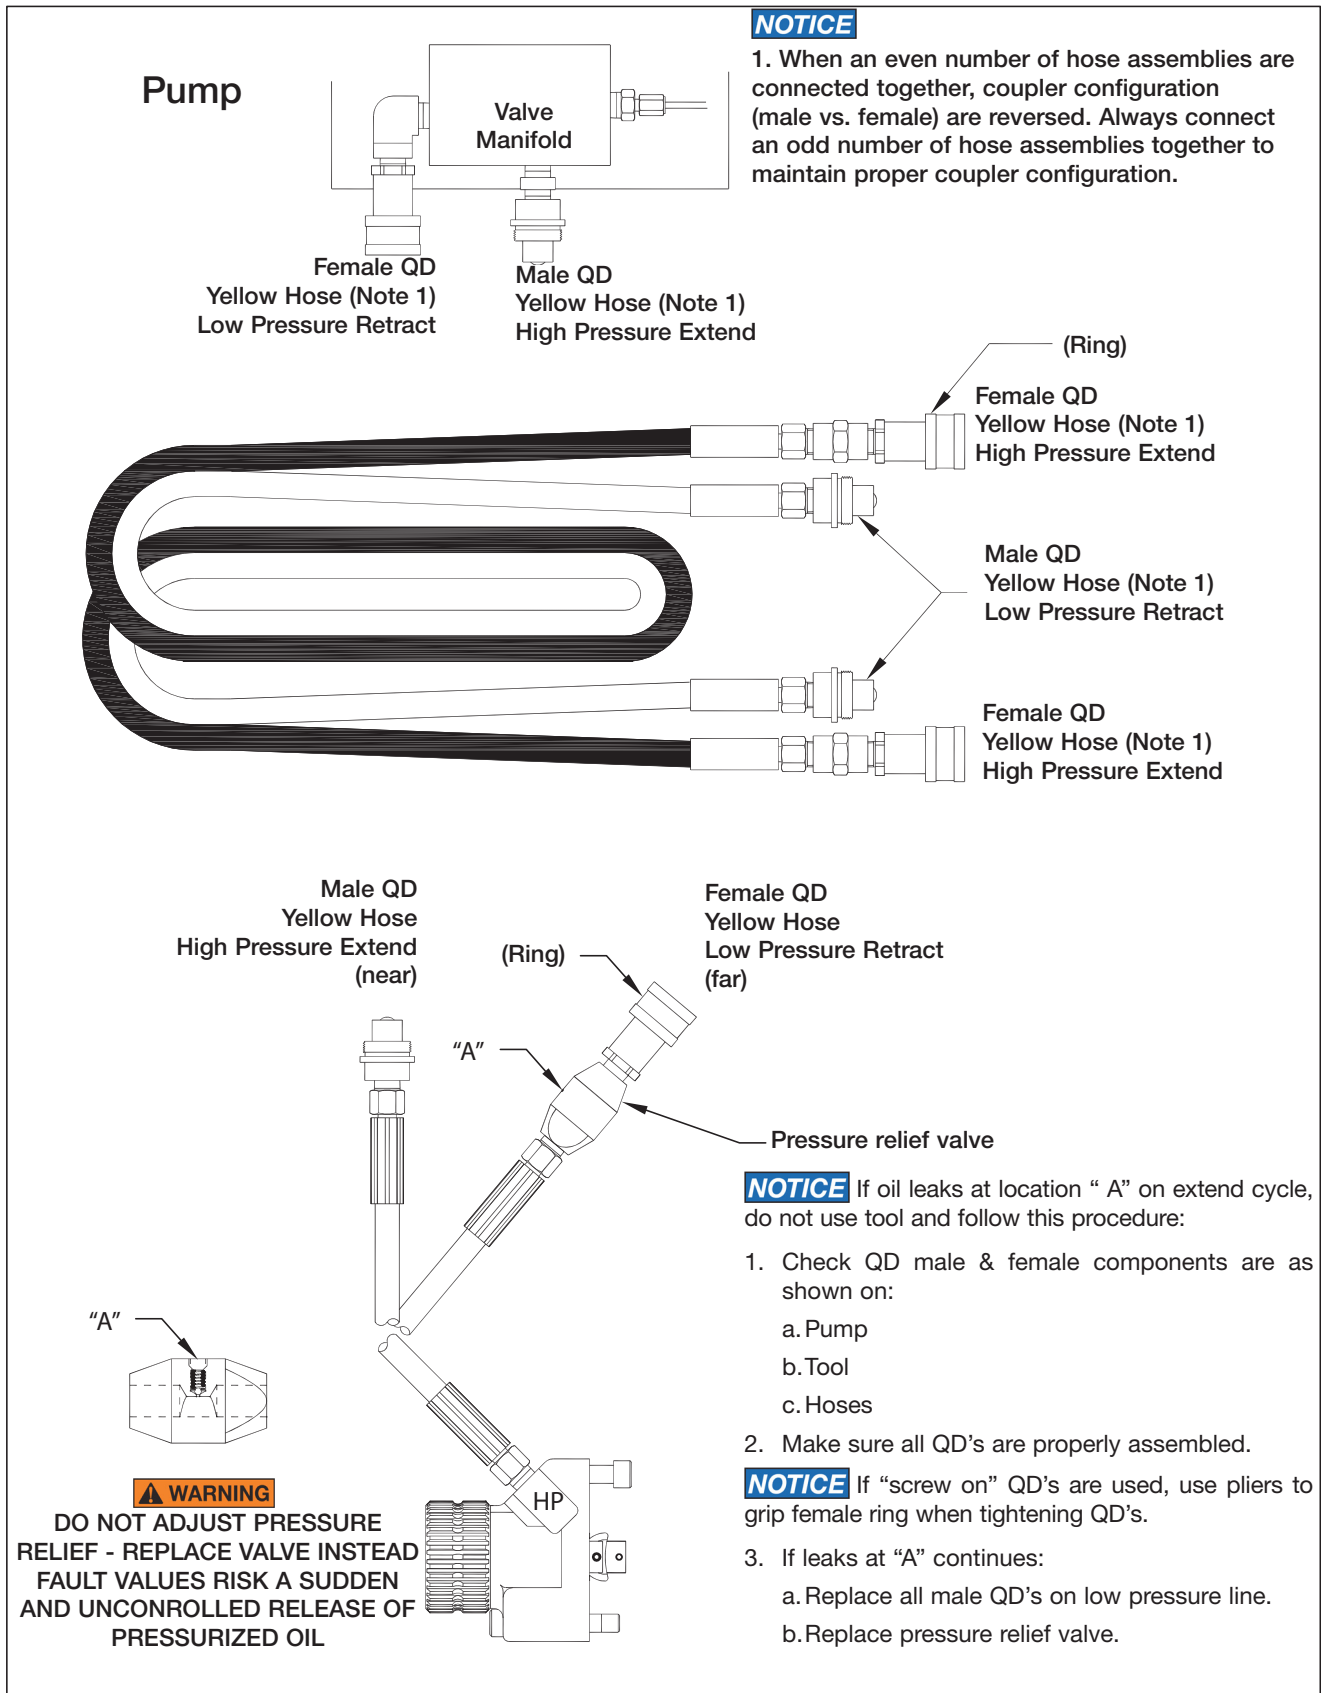 NOTICE
1. When an even number of hose assemblies are
connected together, coupler configuration
(male vs. female) are reversed. Always connect
an odd number of hose assemblies together to
maintain proper coupler configuration.
Pump
Valve
Manifold
Female QD
Yellow Hose (Note 1)
Low Pressure Retract
Male QD
Yellow Hose (Note 1)
High Pressure Extend
(Ring)
Female QD
Yellow Hose (Note 1)
High Pressure Extend
Male QD
Yellow Hose (Note 1)
Low Pressure Retract
Female QD
Yellow Hose (Note 1)
High Pressure Extend
Male QD
Yellow Hose
High Pressure Extend
(near)
Female QD
Yellow Hose
Low Pressure Retract
(far)
(Ring)
“A”
Pressure relief valve
NOTICE If oil leaks at location “ A” on extend cycle,
do not use tool and follow this procedure:
1. Check QD male & female components are as
shown on:
a. Pump
b. Tool
c. Hoses
2. Make sure all QD’s are properly assembled.
NOTICE If “screw on” QD’s are used, use pliers to
grip female ring when tightening QD’s.
3. If leaks at “A” continues:
a. Replace all male QD’s on low pressure line.
b. Replace pressure relief valve.
“A”
HP
WARNING
DO NOT ADJUST PRESSURE
RELIEF - REPLACE VALVE INSTEAD
FAULT VALUES RISK A SUDDEN
AND UNCONROLLED RELEASE OF
PRESSURIZED OIL